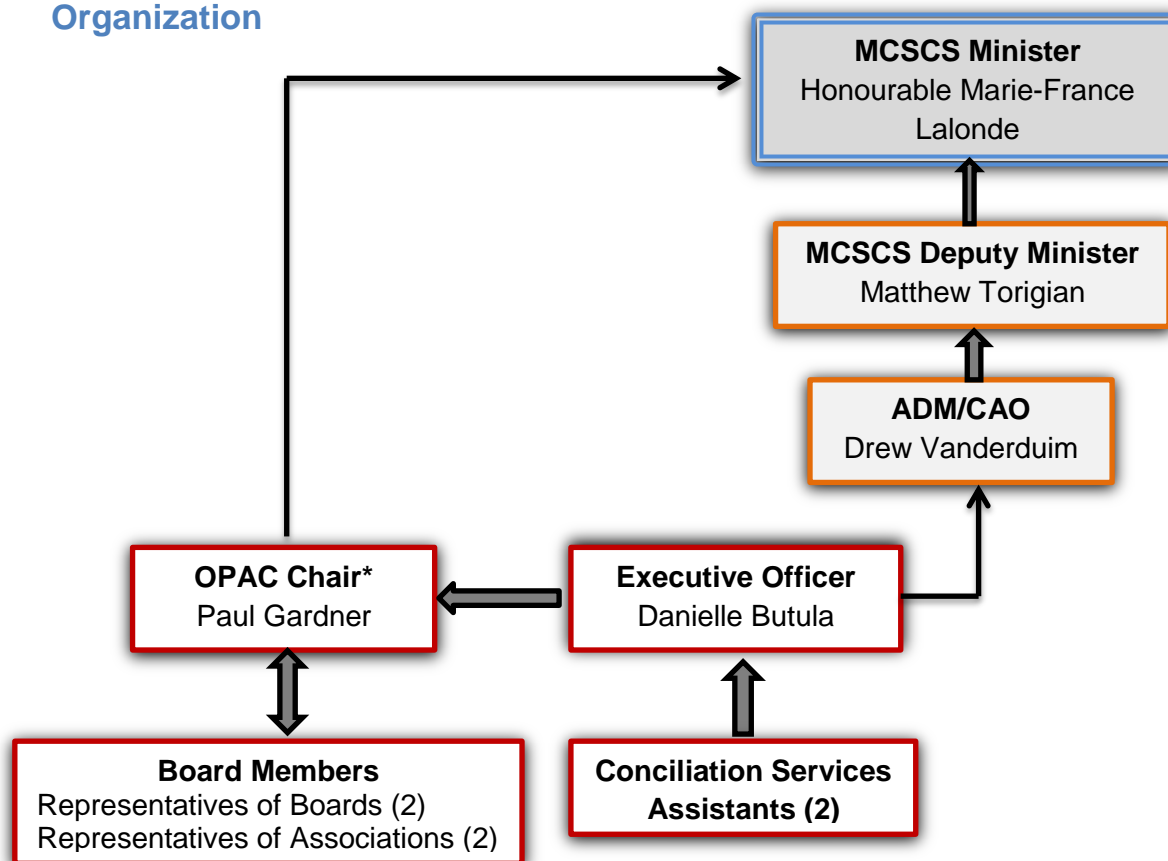 Organization
MCSCS Minister
Honourable Marie-France
Lalonde
MCSCS Deputy Minister
Matthew Torigian
ADM/CAO
Drew Vanderduim
OPAC Chair*
Paul Gardner
Executive Officer
Danielle Butula
Board Members
Representatives of Boards (2)
Representatives of Associations (2)
Conciliation Services
Assistants (2)